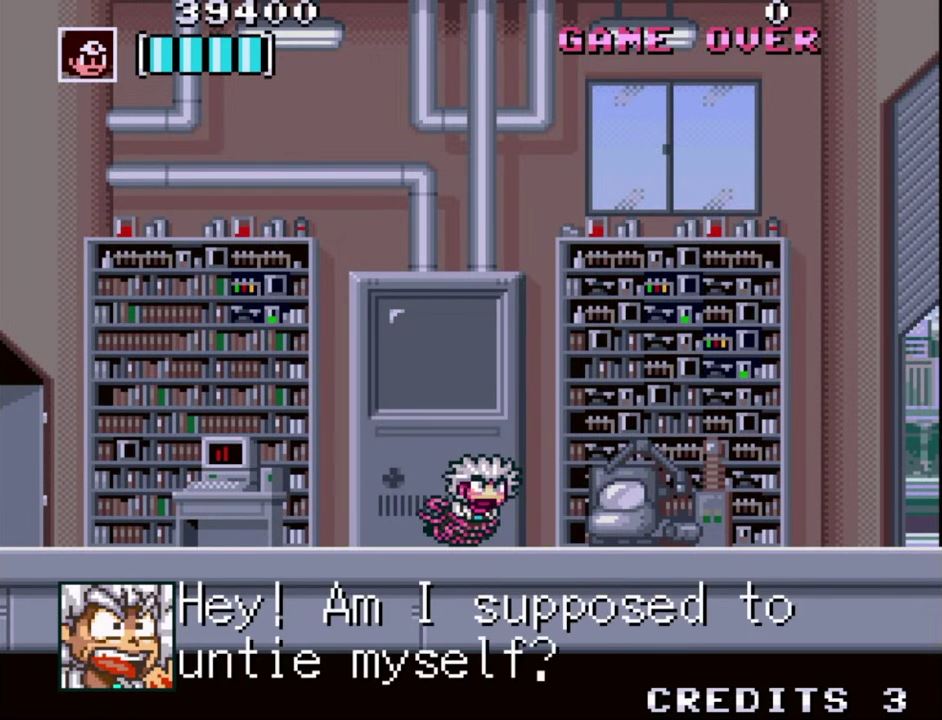 39400 0
GAME OVER
Hey! Am I supposed to
untie myself?
CREDITS 3